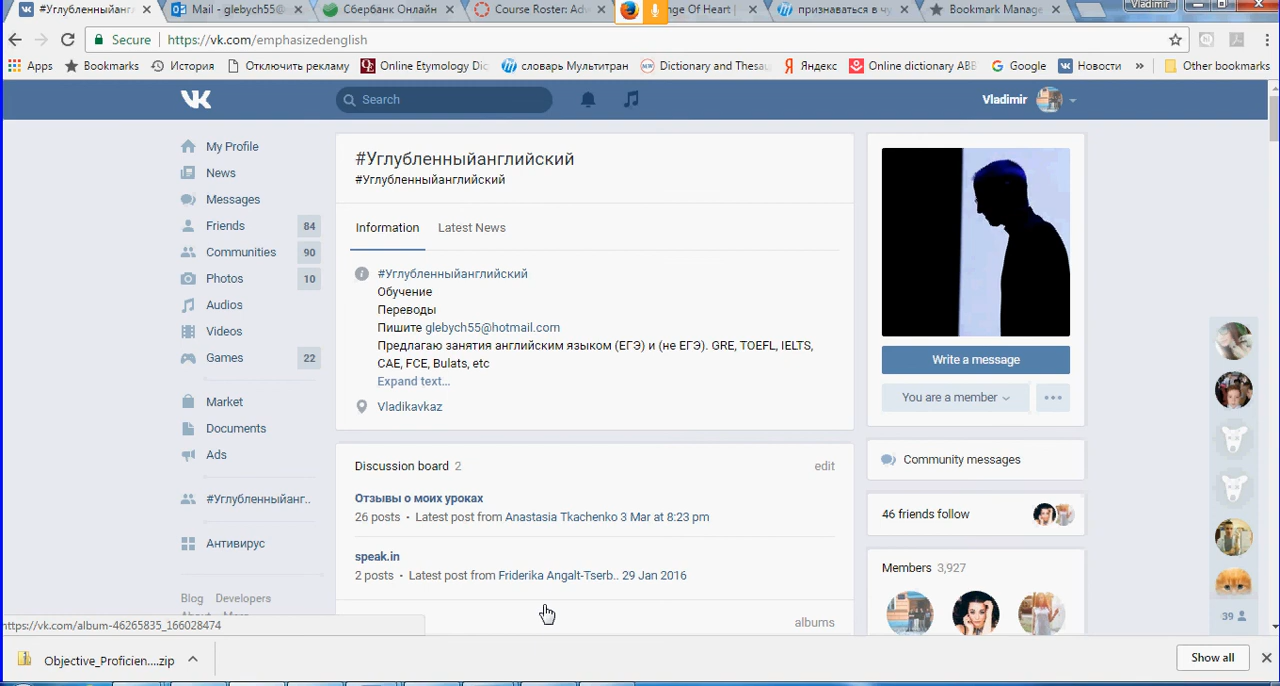 #Углубленныйангл
Mail - glebych55@
Сбербанк Онлайн
Course Roster: Adv
nge Of Heart |
признаваться в чу
Bookmark Manage
Vladimir
Secure
https://vk.com/emphasizedenglish
Apps
Bookmarks
История
Отключить рекламу
Online Etymology Dic
словарь Мультитран
Dictionary and Thesau
Яндекс
Online dictionary ABB
Google
Новости
»
Other bookmarks
Search
Vladimir
My Profile
News
Messages
Friends 84
Communities 90
Photos 10
Audios
Videos
Games 22
Market
Documents
Ads
#Углубленныйанг..
Антивирус
Blog Developers
#Углубленныйанглийский
#Углубленныйанглийский
Information Latest News
#Углубленныйанглийский
Обучение
Переводы
Пишите glebych55@hotmail.com
Предлагаю занятия английским языком (ЕГЭ) и (не ЕГЭ). GRE, TOEFL, IELTS,
CAE, FCE, Bulats, etc
Expand text...
Vladikavkaz
Discussion board 2 edit
Отзывы о моих уроках
26 posts · Latest post from Anastasia Tkachenko 3 Mar at 8:23 pm
speak.in
2 posts · Latest post from Friderika Angalt-Tserb.. 29 Jan 2016
albums
Write a message
You are a member
Community messages
46 friends follow
Members 3,927
39
https://vk.com/album-46265835_166028474
Objective_Proficien....zip
Show all